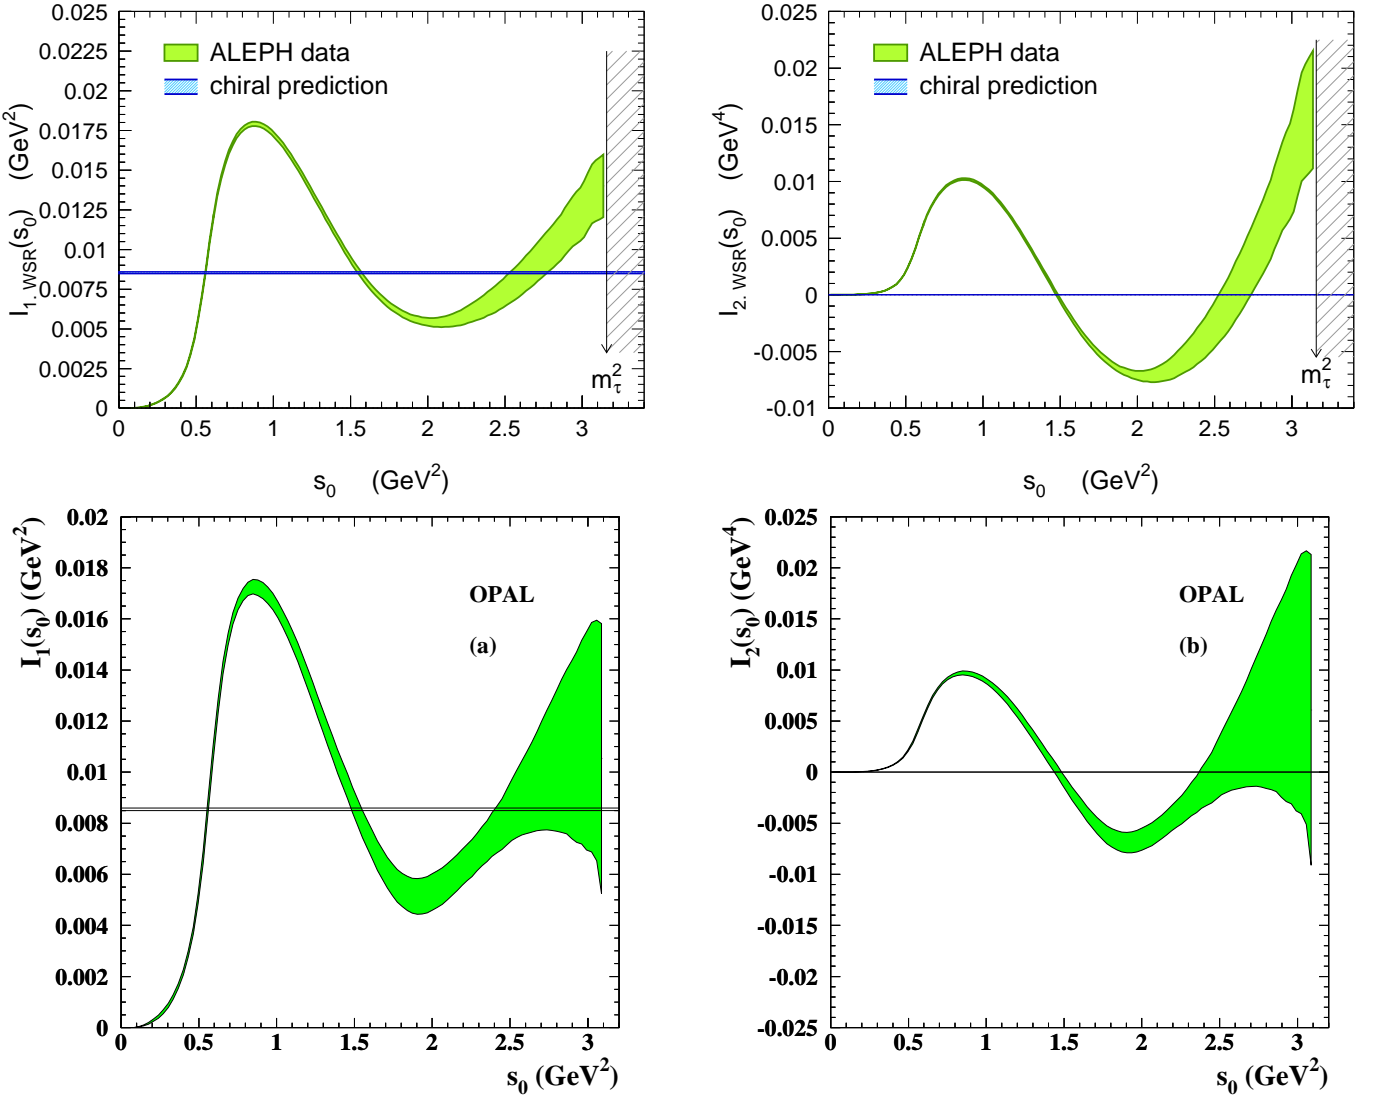 0.025
0.0225
0.02
0.0175
0.015
0.0125
0.01
0.0075
0.005
0.0025
0
I1. WSR(s0) (GeV2)
ALEPH data
chiral prediction
mτ2
0 0.5 1 1.5 2 2.5 3
s0 (GeV2)
0.025
0.02
0.015
0.01
0.005
0
-0.005
-0.01
I2. WSR(s0) (GeV4)
ALEPH data
chiral prediction
mτ2
0 0.5 1 1.5 2 2.5 3
s0 (GeV2)
0.02
0.018
0.016
0.014
0.012
0.01
0.008
0.006
0.004
0.002
0
I1(s0) (GeV2)
OPAL
(a)
0 0.5 1 1.5 2 2.5 3
s0 (GeV2)
0.025
0.02
0.015
0.01
0.005
0
-0.005
-0.01
-0.015
-0.02
-0.025
I2(s0) (GeV4)
OPAL
(b)
0 0.5 1 1.5 2 2.5 3
s0 (GeV2)